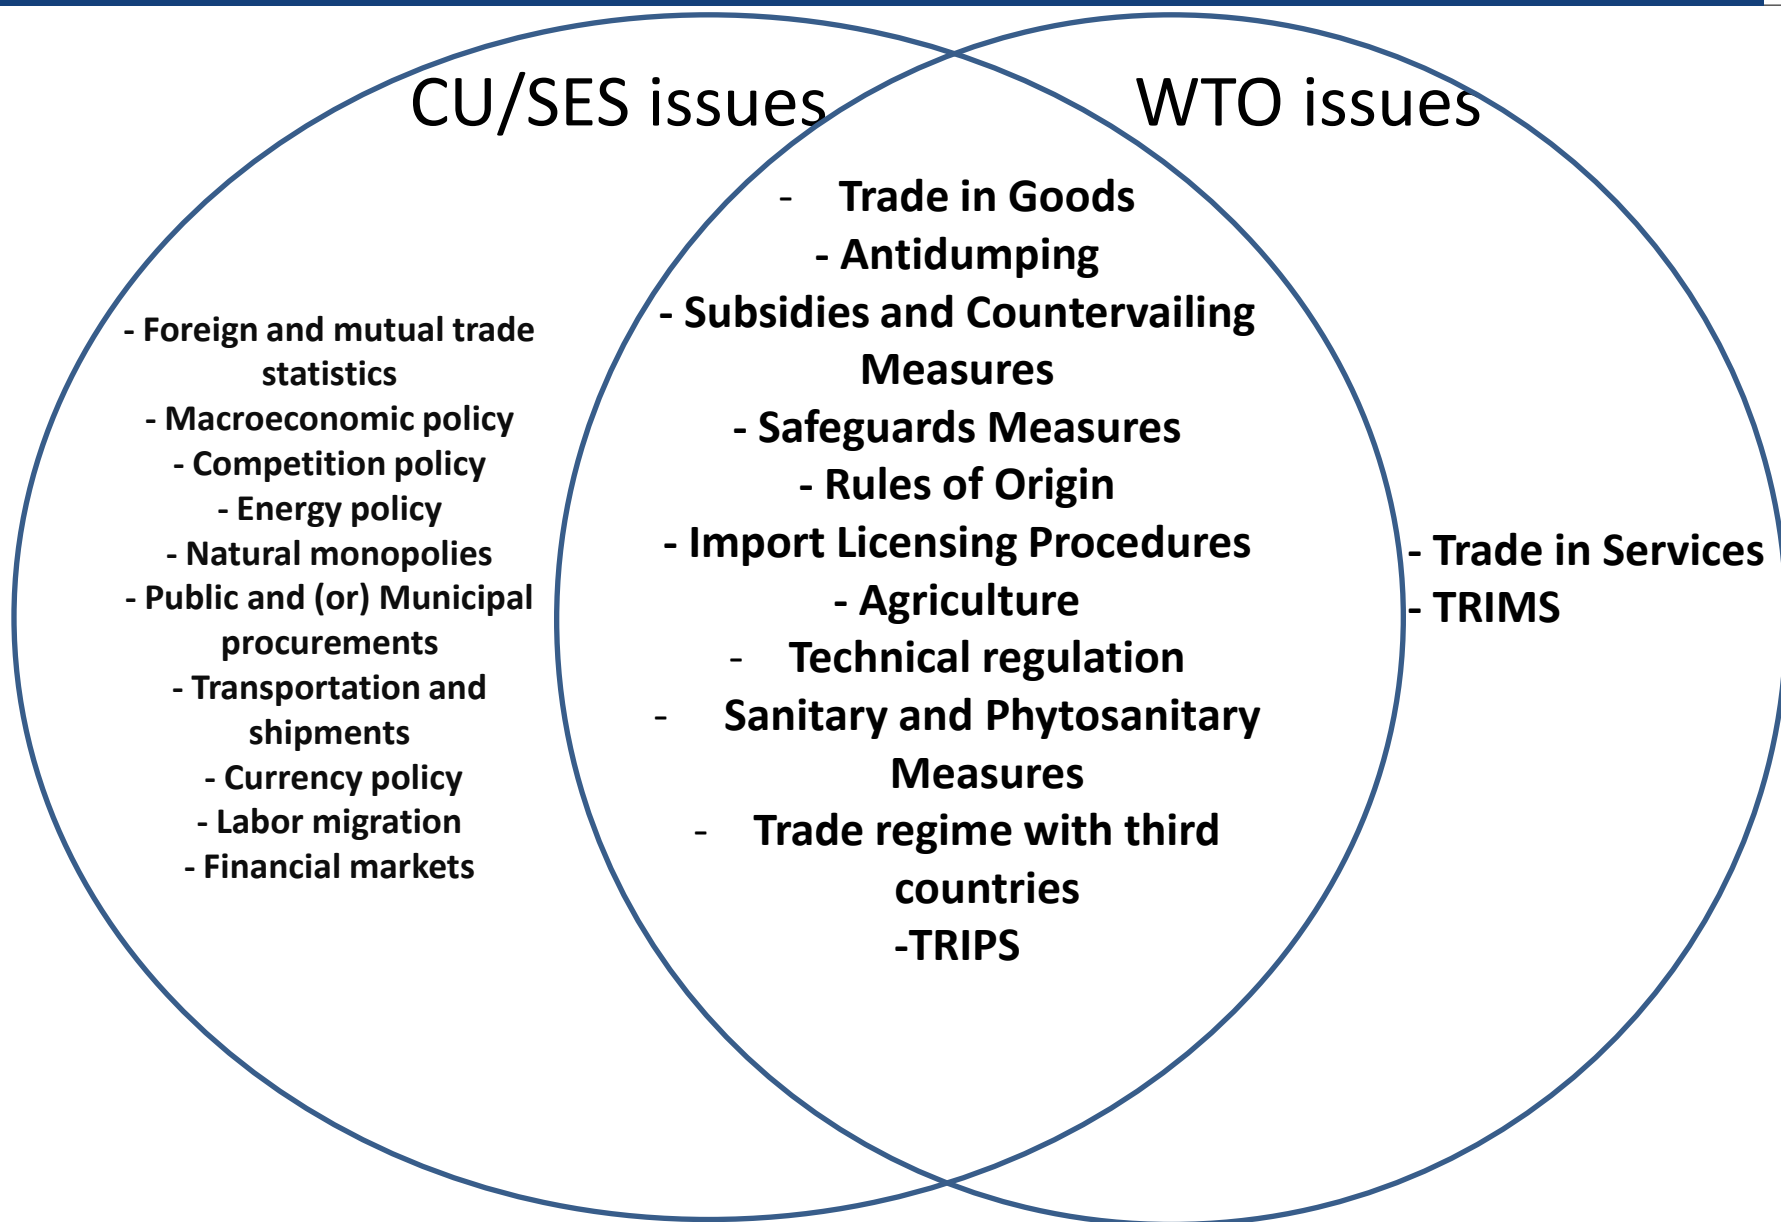 CU/SES issues
WTO issues
- Foreign and mutual trade
statistics
- Macroeconomic policy
- Competition policy
- Energy policy
- Natural monopolies
- Public and (or) Municipal
procurements
- Transportation and
shipments
- Currency policy
- Labor migration
- Financial markets
- Trade in Goods
- Antidumping
- Subsidies and Countervailing
Measures
- Safeguards Measures
- Rules of Origin
- Import Licensing Procedures
- Agriculture
- Technical regulation
- Sanitary and Phytosanitary
Measures
- Trade regime with third
countries
-TRIPS
- Trade in Services
- TRIMS